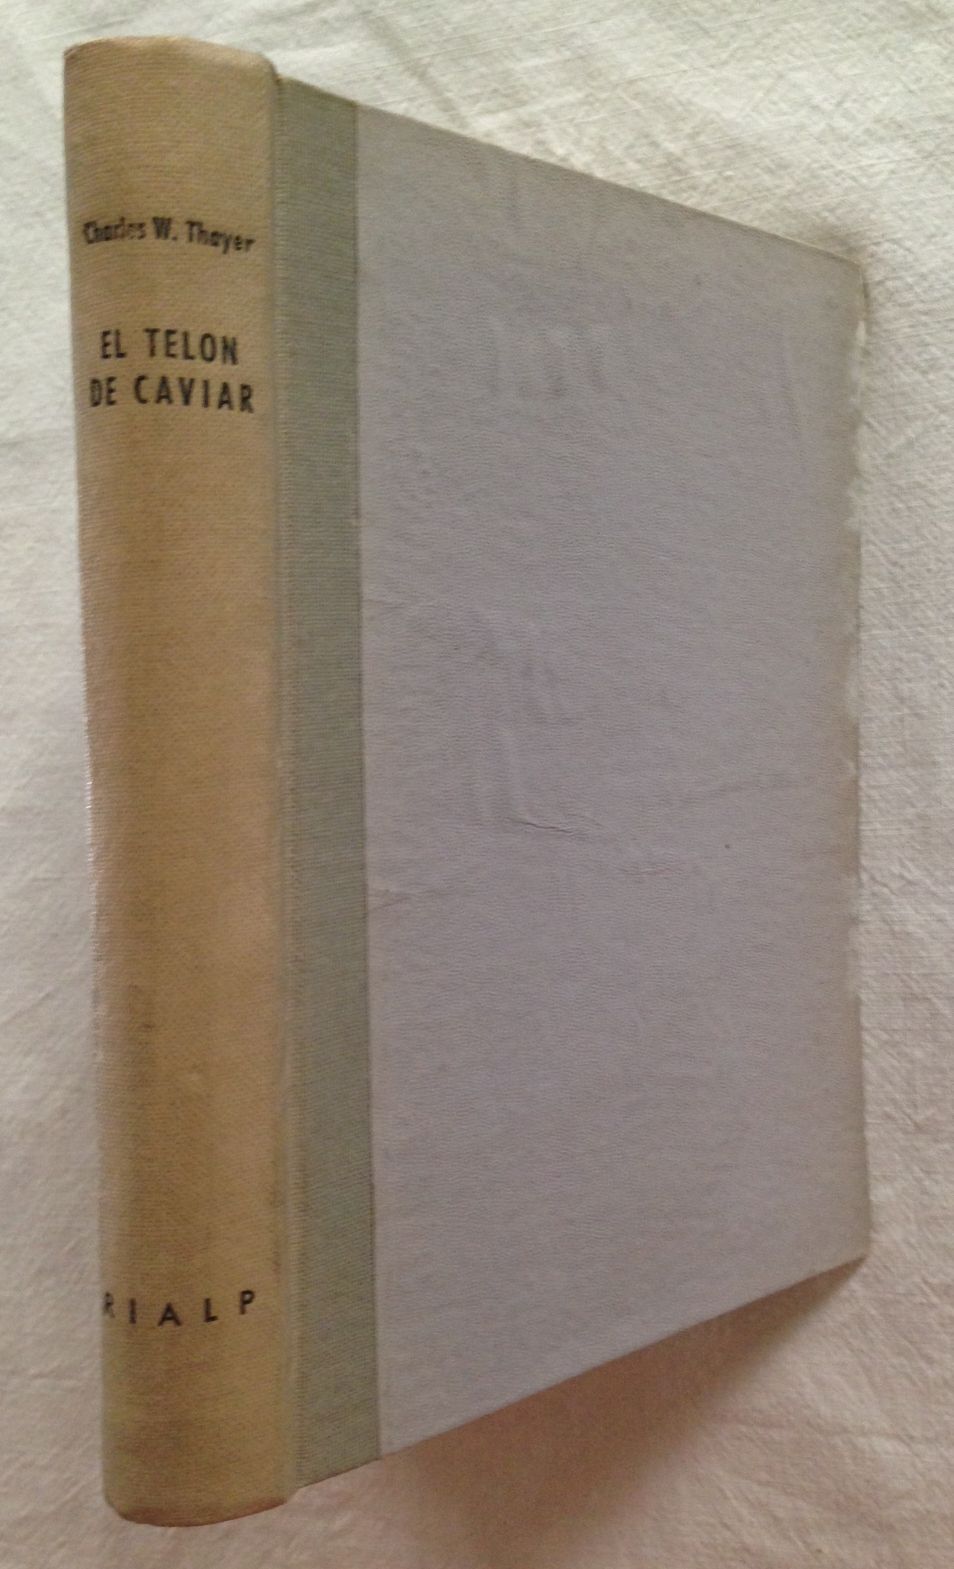 Charles W. Thayer
EL TELON
DE CAVIAR
RIALP